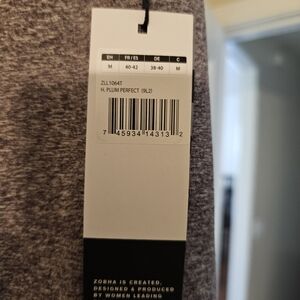 EN FR/ES DE C
M 40-42 38-40 M
ZLL1064T
H. PLUM PERFECT (9L2)
7 45934 14313 2
ZOBHA IS CREATED,
DESIGNED & PRODUCED
BY WOMEN LEADING